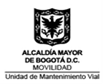 ALCALDÍA MAYOR
DE BOGOTÁ D.C.
MOVILIDAD
Unidad de Mantenimiento Vial